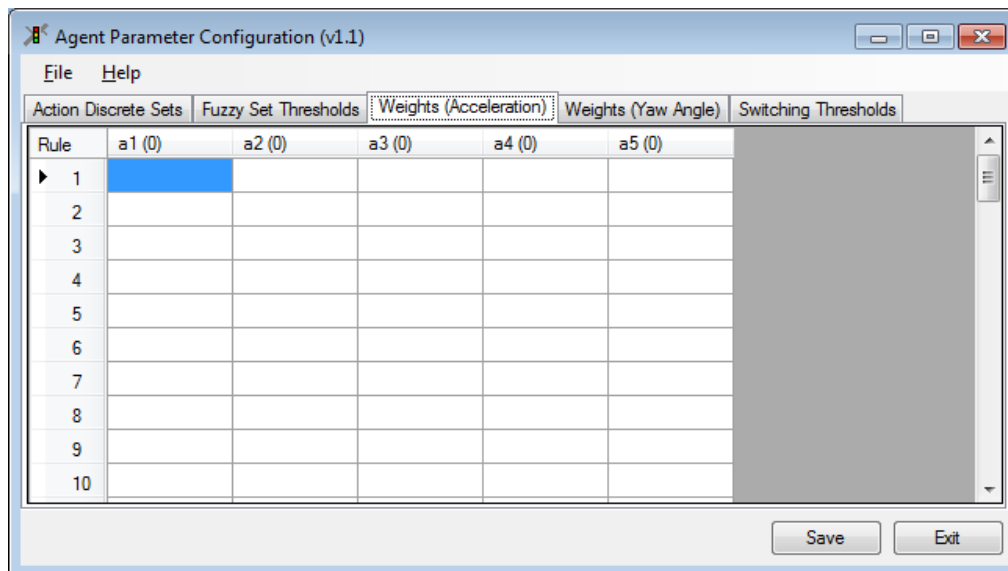 Agent Parameter Configuration (v1.1)
File Help
Action Discrete Sets Fuzzy Set Thresholds Weights (Acceleration) Weights (Yaw Angle) Switching Thresholds
Rule a1 (0) a2 (0) a3 (0) a4 (0) a5 (0)
1
2
3
4
5
6
7
8
9
10
Save Exit